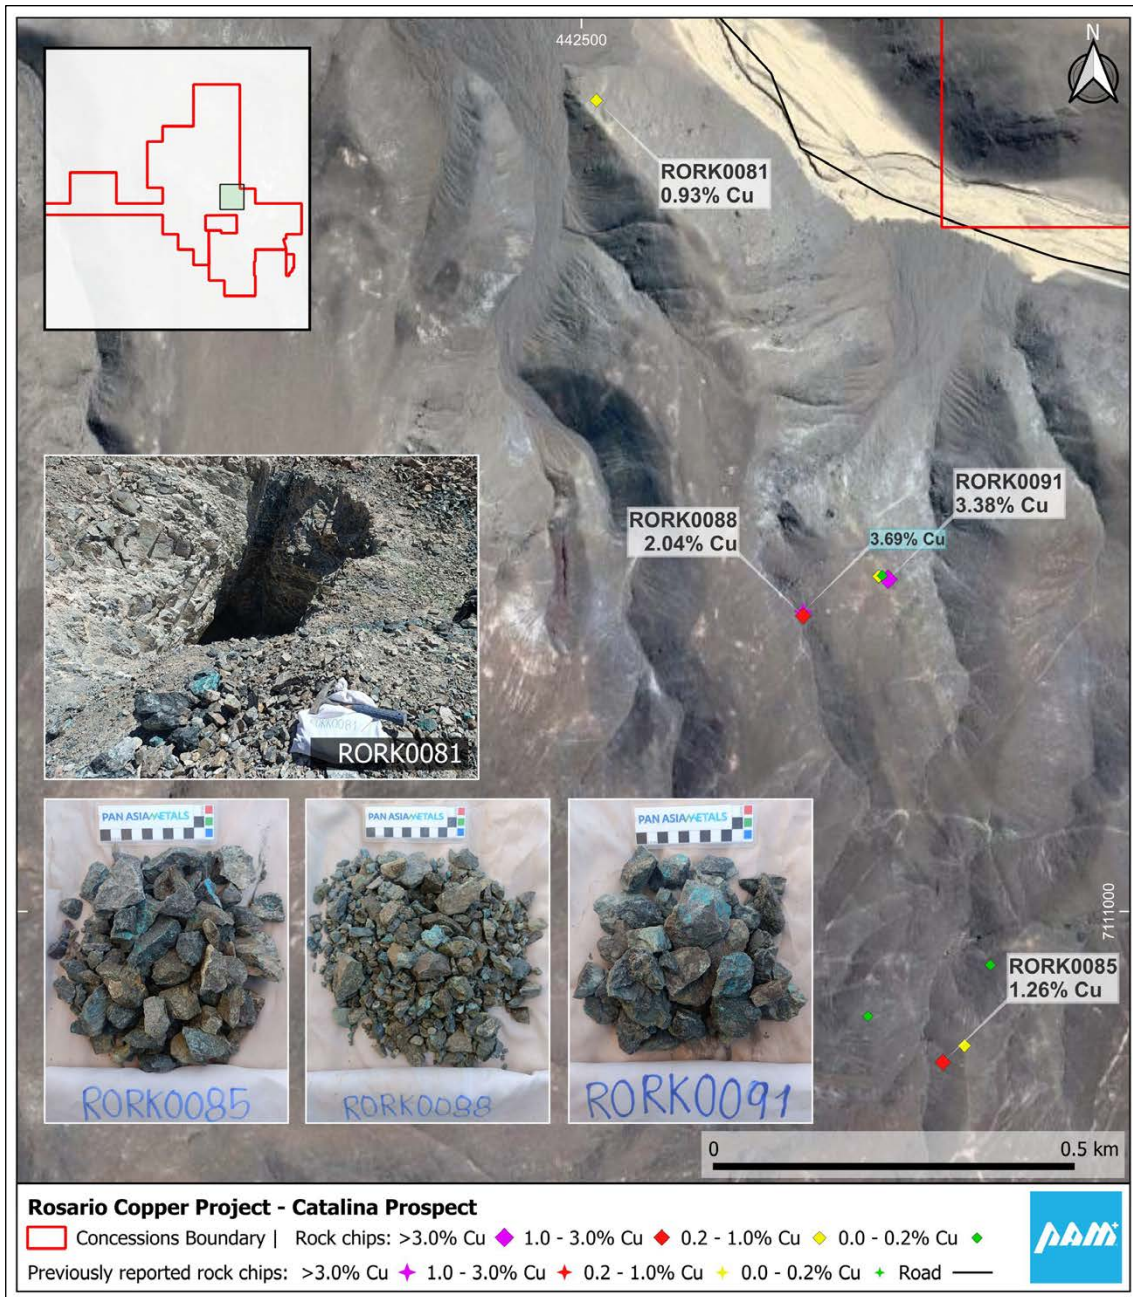 442500
N
RORK0081
0.93% Cu
RORK0091
3.38% Cu
RORK0088
2.04% Cu
3.69% Cu
RORK0081
RORK0081
PAN ASIA METALS
PAN ASIA METALS
PAN ASIA METALS
7111000
RORK0085
1.26% Cu
RORK0085
RORK0088
RORK0091
0 0.5 km
Rosario Copper Project - Catalina Prospect
Concessions Boundary | Rock chips: >3.0% Cu 1.0 - 3.0% Cu 0.2 - 1.0% Cu 0.0 - 0.2% Cu
Previously reported rock chips: >3.0% Cu 1.0 - 3.0% Cu 0.2 - 1.0% Cu 0.0 - 0.2% Cu Road
PAM+